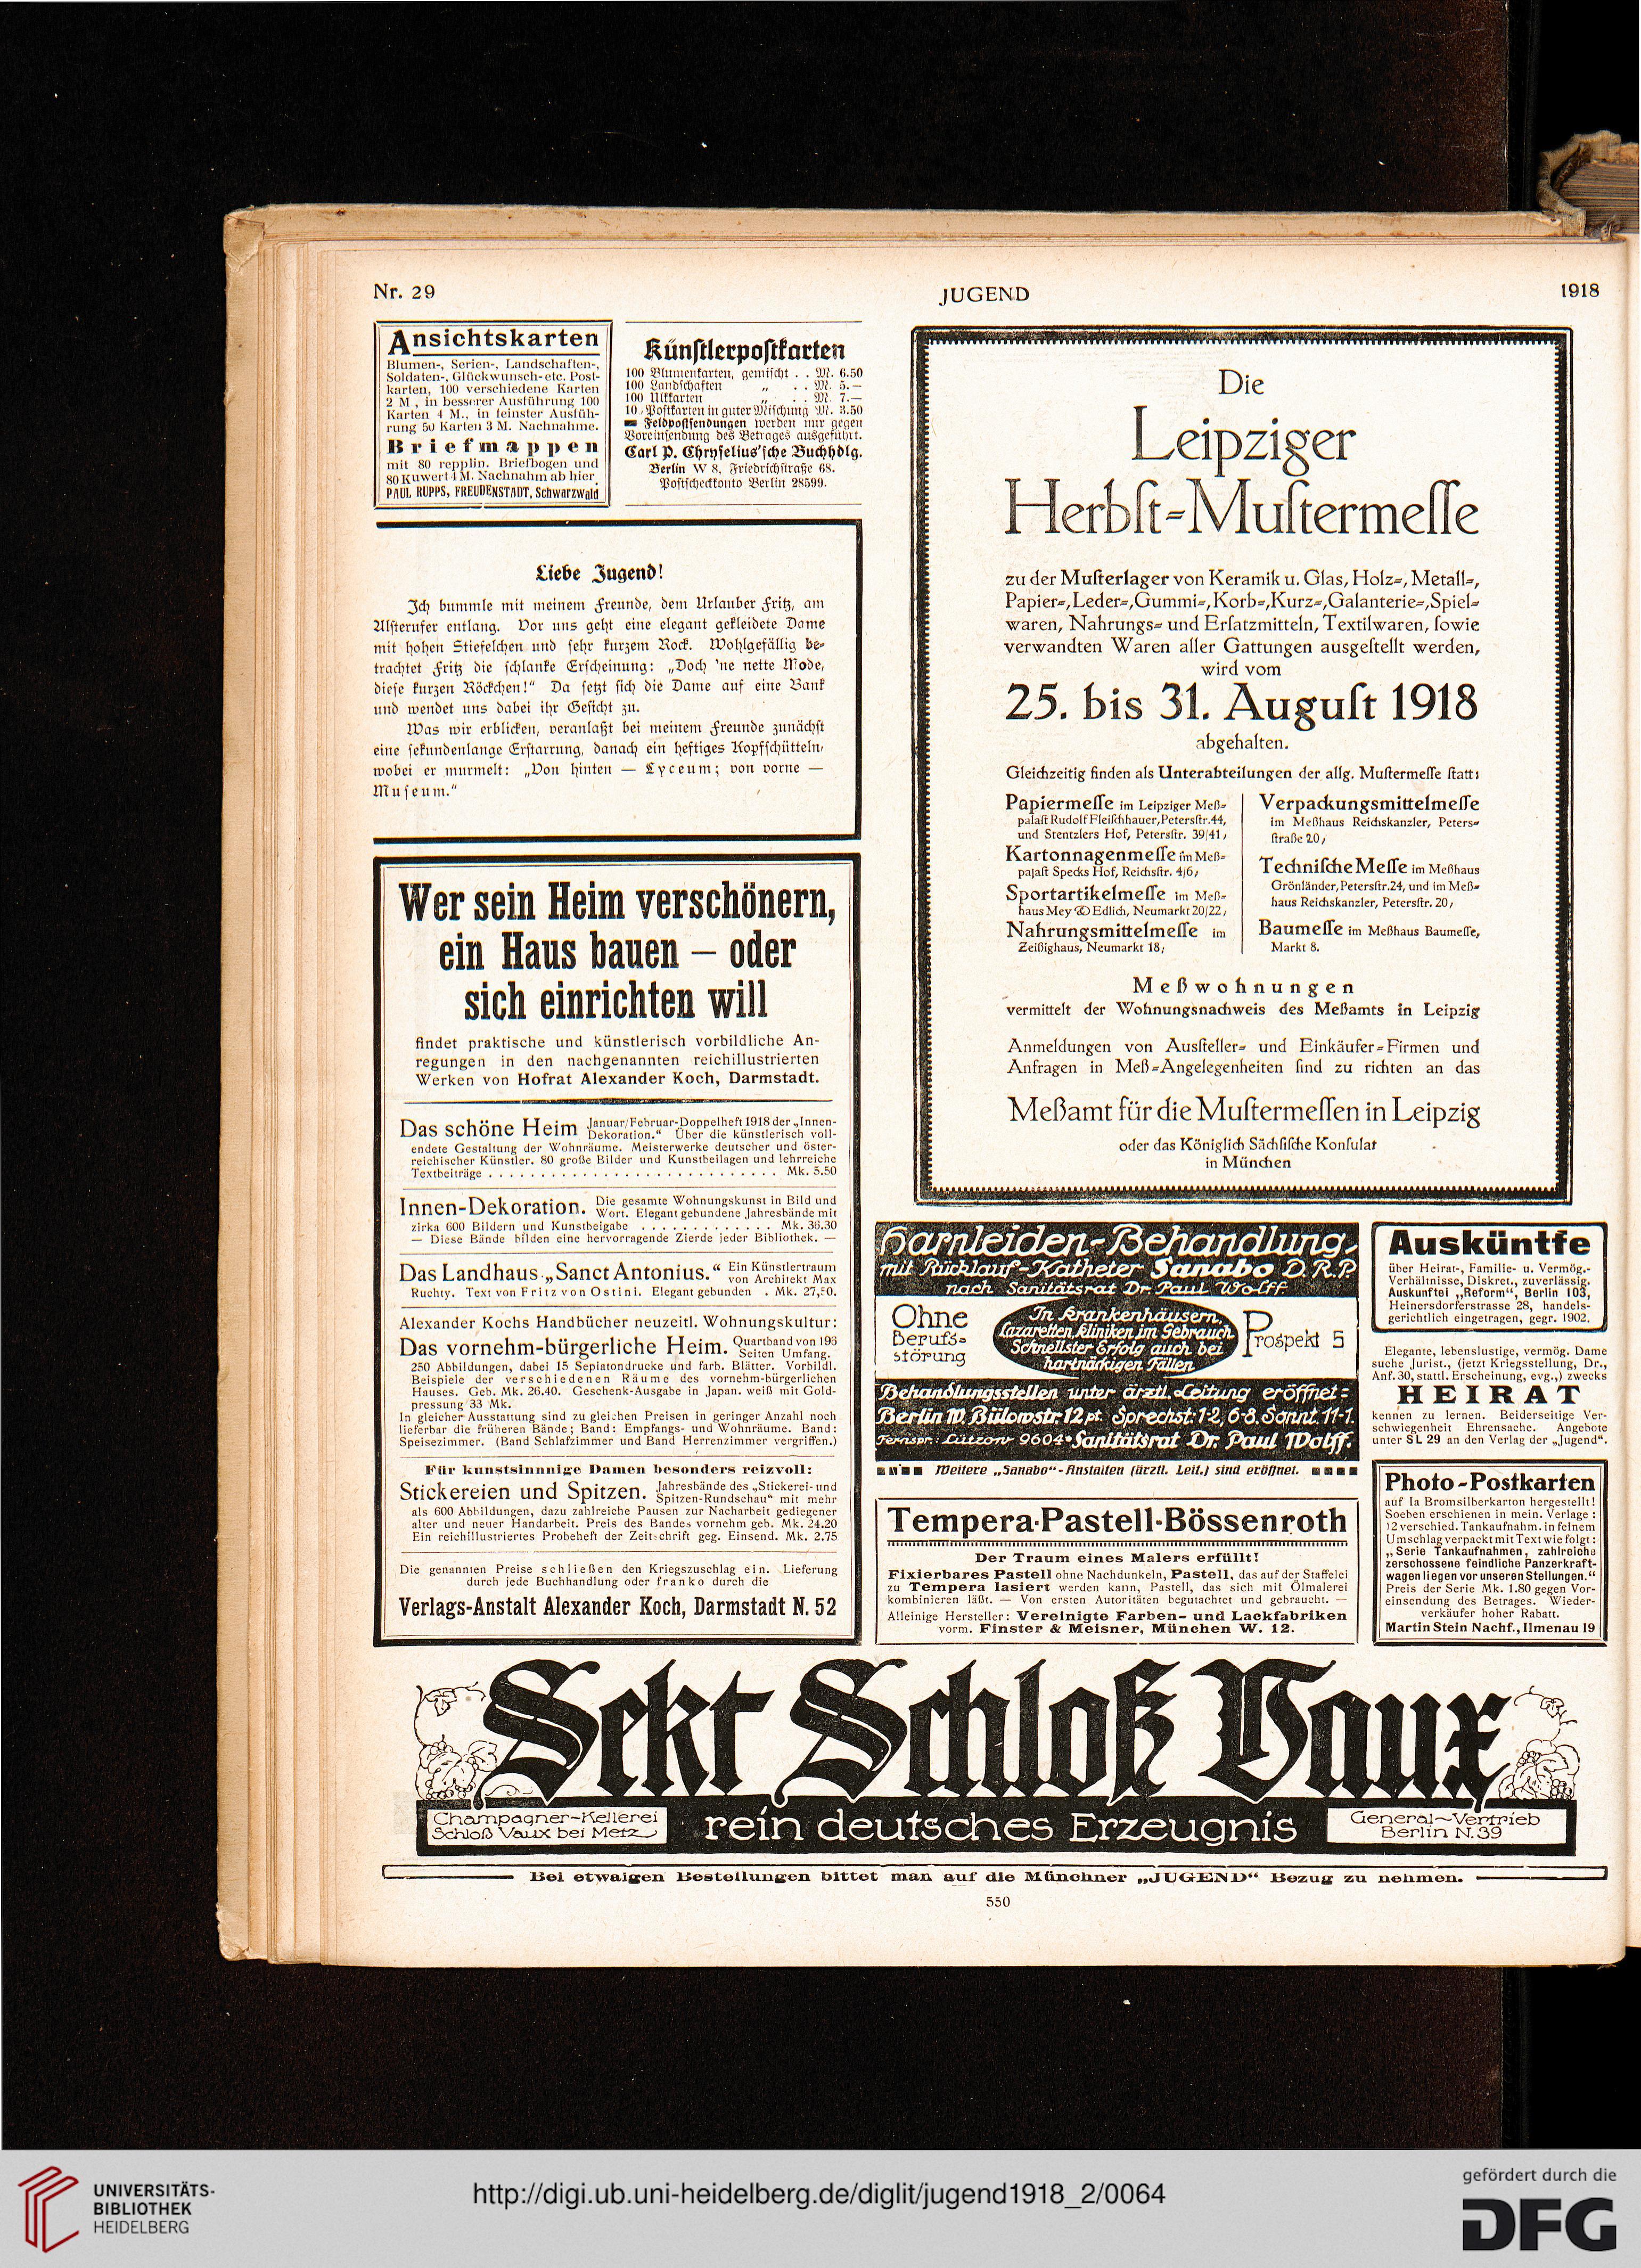 Nr. 29
JUGEND
1918
Ansichtskarten
Blumen-, Serien-, Landschaften-,
Soldaten-, Glückwunsch-etc. Post-
karten, 100 verschiedene Karten
2 M , in besserer Ausführung 100
Karten 4 M., in feinster Ausfüh-
rung 50 Karten 3 M. Nachnahme.
Briefmappen
mit 80 repplin. Briefbogen und
80 Kuwert 4 M. Nachnahm ab hier
PAUL RUPPS, FREUDENSTADT, Schwarzwald
Künſtlerpoſtkarten
100 Blumenkarten, gemiſcht . . M. 6.50
100 Landſchaften „ . . M. 5.—
100 Ulkkarten „ . . M. 7.—
10 Poſtkarten in guter Miſchung M. 3.50
Feldpoſtſendungen werden nur gegen
Voreinſendung des Betrages ausgeführt.
Carl P. Chryſelius'ſche Buchhdlg.
Berlin W 8, Friedrichſtraße 68.
Poſtſcheckkonto Berlin 28599.
Liebe Jugend!
Ich bummle mit meinem Freunde, dem Urlauber Fritz, am
Alſterufer entlang. Vor uns geht eine elegant gekleidete Dame
mit hohen Stiefelchen und ſehr kurzem Rock. Wohlgefällig be-
trachtet Fritz die ſchlanke Erſcheinung: „Doch 'ne nette Mode,
dieſe kurzen Röckchen!“ Da ſetzt ſich die Dame auf eine Bank
und wendet uns dabei ihr Geſicht zu.
Was wir erblicken, veranlaßt bei meinem Freunde zunächſt
eine ſekundenlange Erſtarrung, danach ein heftiges Kopfſchütteln,
wobei er murmelt: „Von hinten — Lyceum; von vorne —
Muſeum.“
Wer sein Heim verschönern,
ein Haus bauen — oder
sich einrichten will
findet praktische und künstlerisch vorbildliche An-
regungen in den nachgenannten reichillustrierten
Werken von Hofrat Alexander Koch, Darmstadt.
Das schöne Heim Januar/Februar-Doppelheft 1918 der „Innen-
Dekoration.“ Über die künstlerisch voll-
endete Gestaltung der Wohnräume. Meisterwerke deutscher und öster-
reichischer Künstler. 80 große Bilder und Kunstbeilagen und lehrreiche
Textbeiträge . . . . . . . . . . . . . . . . . . . . . . . . . . . . Mk. 5.50
Innen-Dekoration. Die gesamte Wohnungskunst in Bild und
Wort. Elegant gebundene Jahresbände mit
zirka 600 Bildern und Kunstbeigabe . . . . . . . . . . . . . Mk. 36.30
— Diese Bände bilden eine hervorragende Zierde jeder Bibliothek. —
Das Landhaus „Sanct Antonius.“ Ein Künstlertraum
von Architekt Max
Ruchty. Text von Fritz von Ostini. Elegant gebunden . Mk. 27,50.
Alexander Kochs Handbücher neuzeitl. Wohnungskultur:
Das vornehm-bürgerliche Heim. Quartband von 196
Seiten Umfang.
250 Abbildungen, dabei 15 Sepiatondrucke und farb. Blätter. Vorbildl.
Beispiele der verschiedenen Räume des vornehm-bürgerlichen
Hauses. Geb. Mk. 26.40. Geschenk-Ausgabe in Japan. weiß mit Gold-
pressung 33 Mk.
In gleicher Ausstattung sind zu gleichen Preisen in geringer Anzahl noch
lieferbar die früheren Bände; Band: Empfangs- und Wohnräume. Band:
Speisezimmer. (Band Schlafzimmer und Band Herrenzimmer vergriffen.)
Für kunstsinnnige Damen besonders reizvoll:
Stickereien und Spitzen. Jahresbände des „Stickerei- und
Spitzen-Rundschau“ mit mehr
als 600 Abbildungen, dazu zahlreiche Pausen zur Nacharbeit gediegener
alter und neuer Handarbeit. Preis des Bandes vornehm geb. Mk. 24.20
Ein reichillustriertes Probeheft der Zeitschrift geg. Einsend. Mk. 2.75
Die genannten Preise schließen den Kriegszuschlag ein. Lieferung
durch jede Buchhandlung oder franko durch die
Verlags-Anstalt Alexander Koch, Darmstadt N. 52
Die
Leipziger
Herbſt-Muſtermeſſe
zu der Muſterlager von Keramik u. Glas, Holz-, Metall-,
Papier-, Leder-, Gummi-, Korb-, Kurz-, Galanterie-, Spiel-
waren, Nahrungs- und Erſatzmitteln, Textilwaren, ſowie
verwandten Waren aller Gattungen ausgeſtellt werden,
wird vom
25. bis 31. Auguſt 1918
abgehalten.
Gleichzeitig finden als Unterabteilungen der allg. Muſtermeſſe ſtatt:
Papiermeſſe im Leipziger Meß-
palaſt Rudolf Fleiſchhauer, Petersſtr. 44,
und Stentzlers Hof, Petersſtr. 39/41,
Kartonnagenmeſſe im Meß-
palaſt Specks Hof, Reichsſtr. 4/6,
Sportartikelmeſſe im Meß-
haus Mey & Edlich, Neumarkt 20/22,
Nahrungsmittelmeſſe im
Zeißighaus, Neumarkt 18;
Verpackungsmittelmeſſe
im Meßhaus Reichskanzler, Peters-
ſtraße 20,
Techniſche Meſſe im Meßhaus
Grönländer, Petersſtr. 24, und im Meß-
haus Reichskanzler, Petersſtr. 20,
Baumeſſe im Meßhaus Baumeſſe,
Markt 8.
Meßwohnungen
vermittelt der Wohnungsnachweis des Meßamts in Leipzig
Anmeldungen von Ausſteller- und Einkäufer-Firmen und
Anfragen in Meß-Angelegenheiten ſind zu richten an das
Meßamt für die Muſtermeſſen in Leipzig
oder das Königlich Sächſiſche Konſulat
in München
Harnleiden-Behandlung
mit Rücklauf-Katheter Sanabo D.R.P.
nach Sanitätsrat Dr. Paul Wolff
Ohne
Berufs-
störung
In Krankenhäusern,
Lazaretten, Kliniken im Gebrauch
Schnellster Erfolg auch bei
hartnäckigen Fällen
Prospekt 5
Behandlungsstellen unter ärztl. Leitung eröffnet:
Berlin W. Bülowstr 12 pt. Sprechst: 1-2, 6-8. Sonnt. 11-1.
Fernspr.: Lützow 9604 • Sanitätsrat Dr. Paul Wolff.
Weitere „Sanabo“-Anstalten (ärztl. Leit.) sind eröffnet.
Auskünfte
über Heirat-, Familie- u. Vermög.-
Verhältnisse, Diskret., zuverlässig.
Auskunftei „Reform“, Berlin 103,
Heinersdorferstrasse 28, handels-
gerichtlich eingetragen, gegr. 1902.
Elegante, lebenslustige, vermög. Dame
suche Jurist., (jetzt Kriegsstellung, Dr.,
Anf. 30, stattl. Erscheinung, evg.,) zwecks
HEIRAT
kennen zu lernen. Beiderseitige Ver-
schwiegenheit Ehrensache. Angebote
unter SL 29 an den Verlag der „Jugend“.
Tempera-Pastell-Bössenroth
Der Traum eines Malers erfüllt!
Fixierbares Pastell ohne Nachdunkeln, Pastell, das auf der Staffelei
zu Tempera lasiert werden kann, Pastell, das sich mit Ölmalerei
kombinieren läßt. — Von ersten Autoritäten begutachtet und gebraucht. —
Alleinige Hersteller: Vereinigte Farben- und Lackfabriken
vorm. Finster & Meisner, München W. 12.
Photo-Postkarten
auf Ia Bromsilberkarton hergestellt!
Soeben erschienen in mein. Verlage :
12 verschied. Tankaufnahm. in feinem
Umschlag verpackt mit Text wie folgt :
„Serie Tankaufnahmen, zahlreiche
zerschossene feindliche Panzerkraft-
wagen liegen vor unseren Stellungen.“
Preis der Serie Mk. 1.80 gegen Vor-
einsendung des Betrages. Wieder-
verkäufer hoher Rabatt.
Martin Stein Nachf., Ilmenau 19
Sekt Schloß Vaux
Champagner-Kellerei
Schloß Vaux bei Metz
rein deutsches Erzeugnis
General-Vertrieb
Berlin N. 39
Bei etwaigen Bestellungen bittet man auf die Münchner „JUGEND“ Bezug zu nehmen.
550
UNIVERSITÄTS-
BIBLIOTHEK
HEIDELBERG
http://digi.ub.uni-heidelberg.de/diglit/jugend1918_2/0064
gefördert durch die
DFG